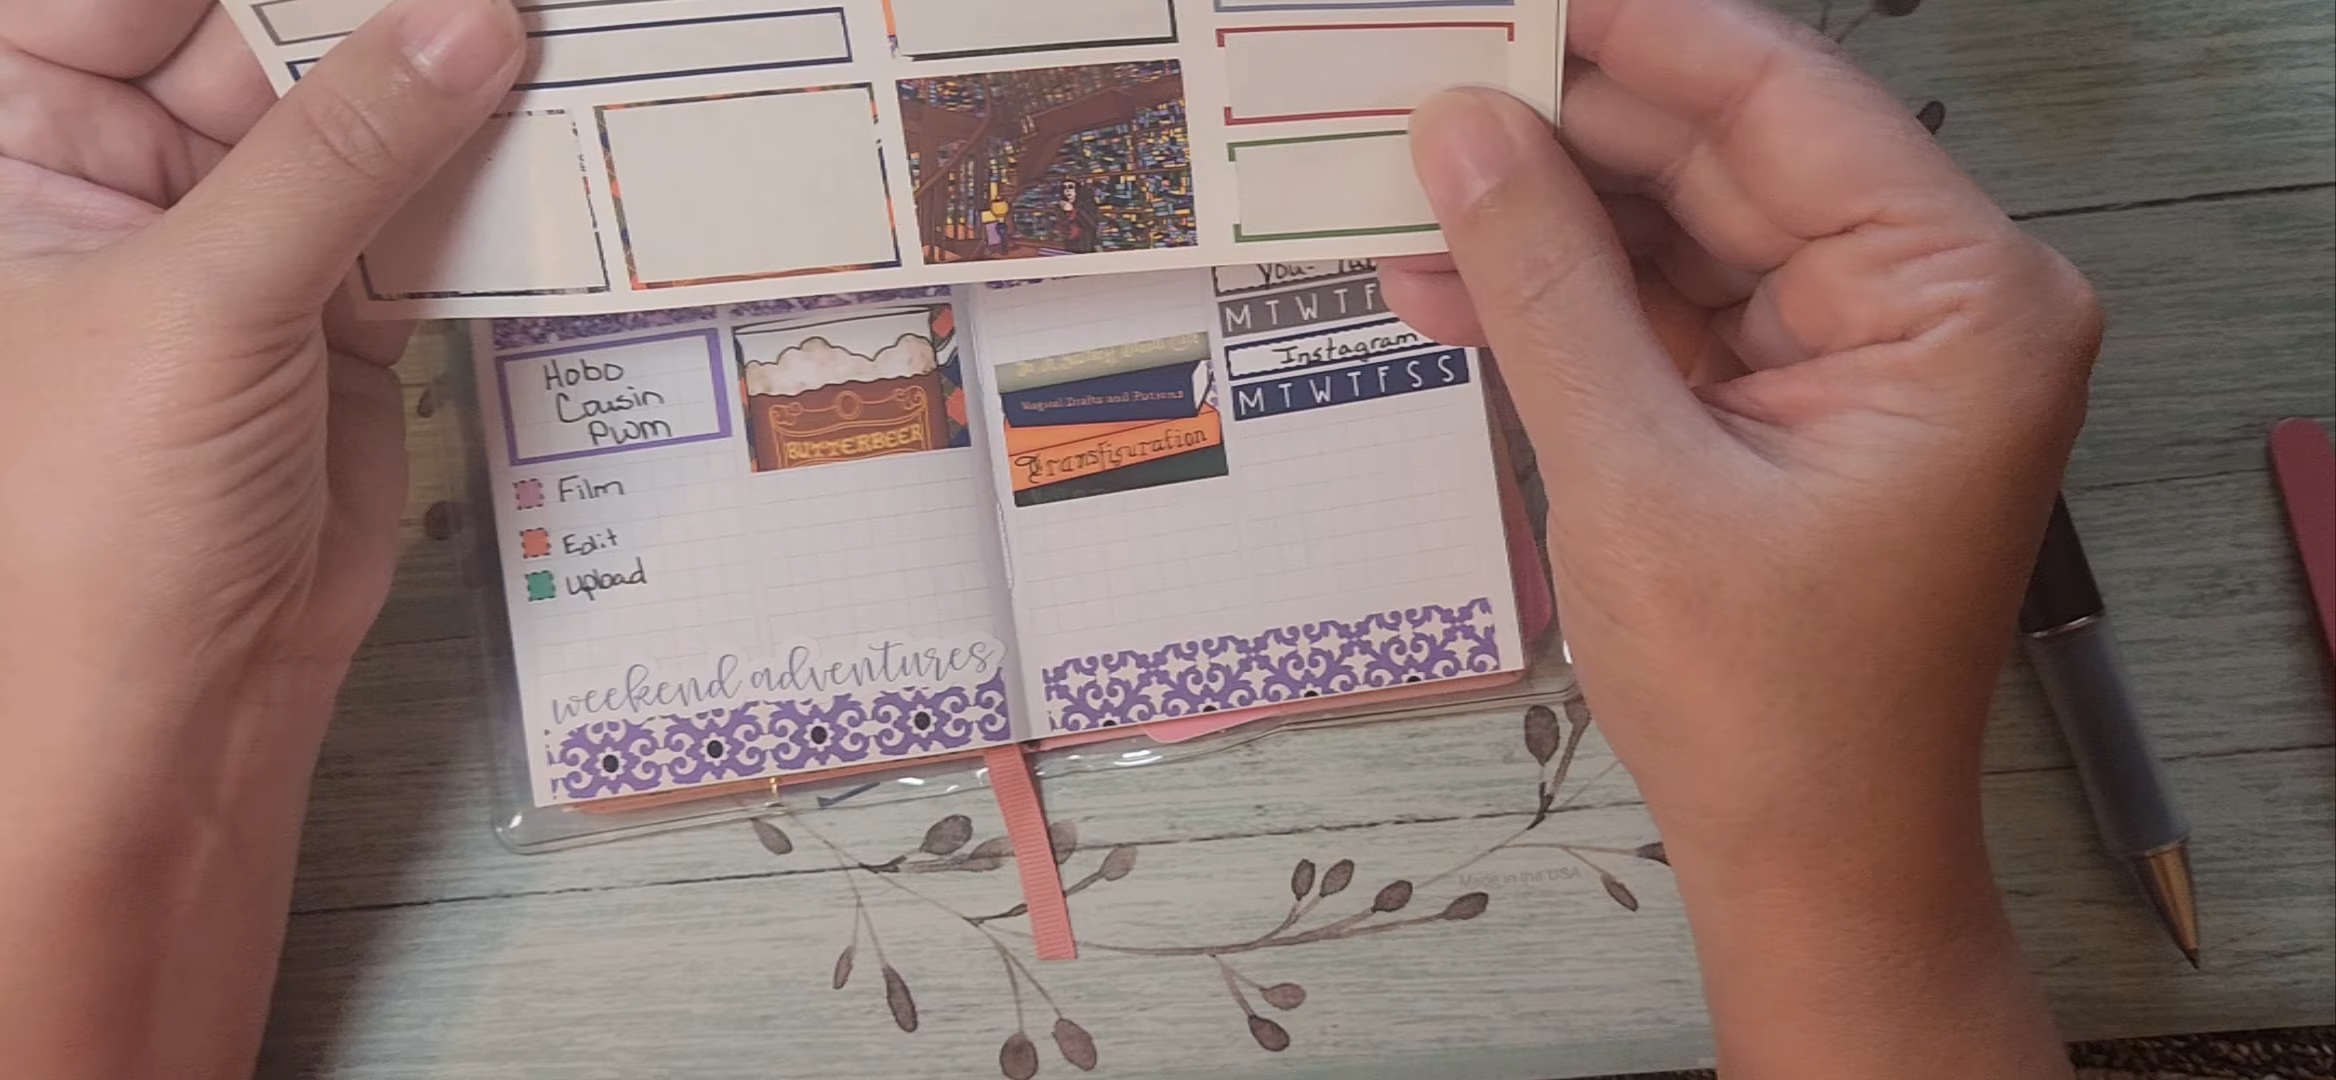 Hobo
Cousin
Pwm
Film
Edit
upload
weekend adventures
BUTTERBEER
Magical Drafts and Potions
Transfiguration
You-
M T W T F
Instagram
M T W T F S S
Made in the USA